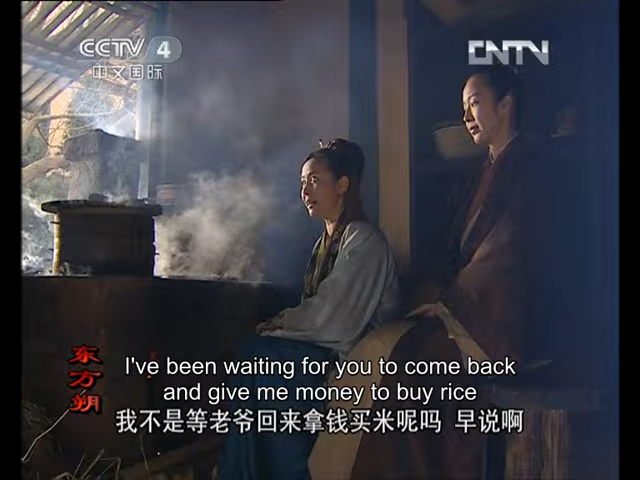 CCTV 4
中文国际
CNTV
东方朔
I've been waiting for you to come back
and give me money to buy rice
我不是等老爷回来拿钱买米呢吗 早说啊